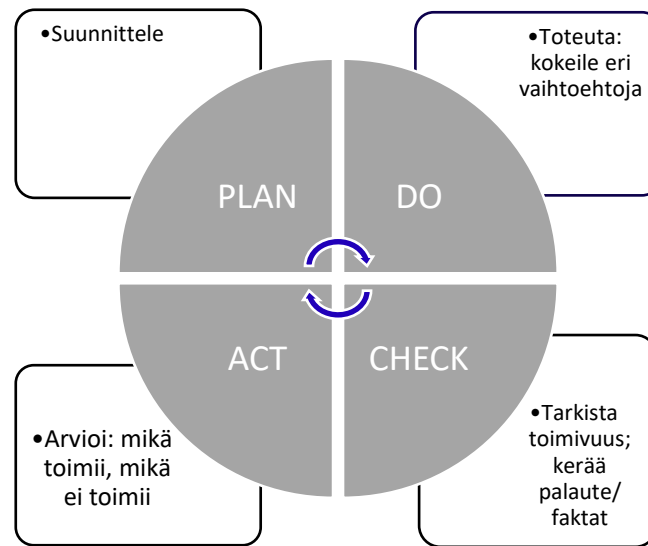 •Suunnittele
•Toteuta:
kokeile eri
vaihtoehtoja
PLAN
DO
ACT
CHECK
•Arvioi: mikä
toimii, mikä
ei toimii
•Tarkista
toimivuus;
kerää
palaute/
faktat